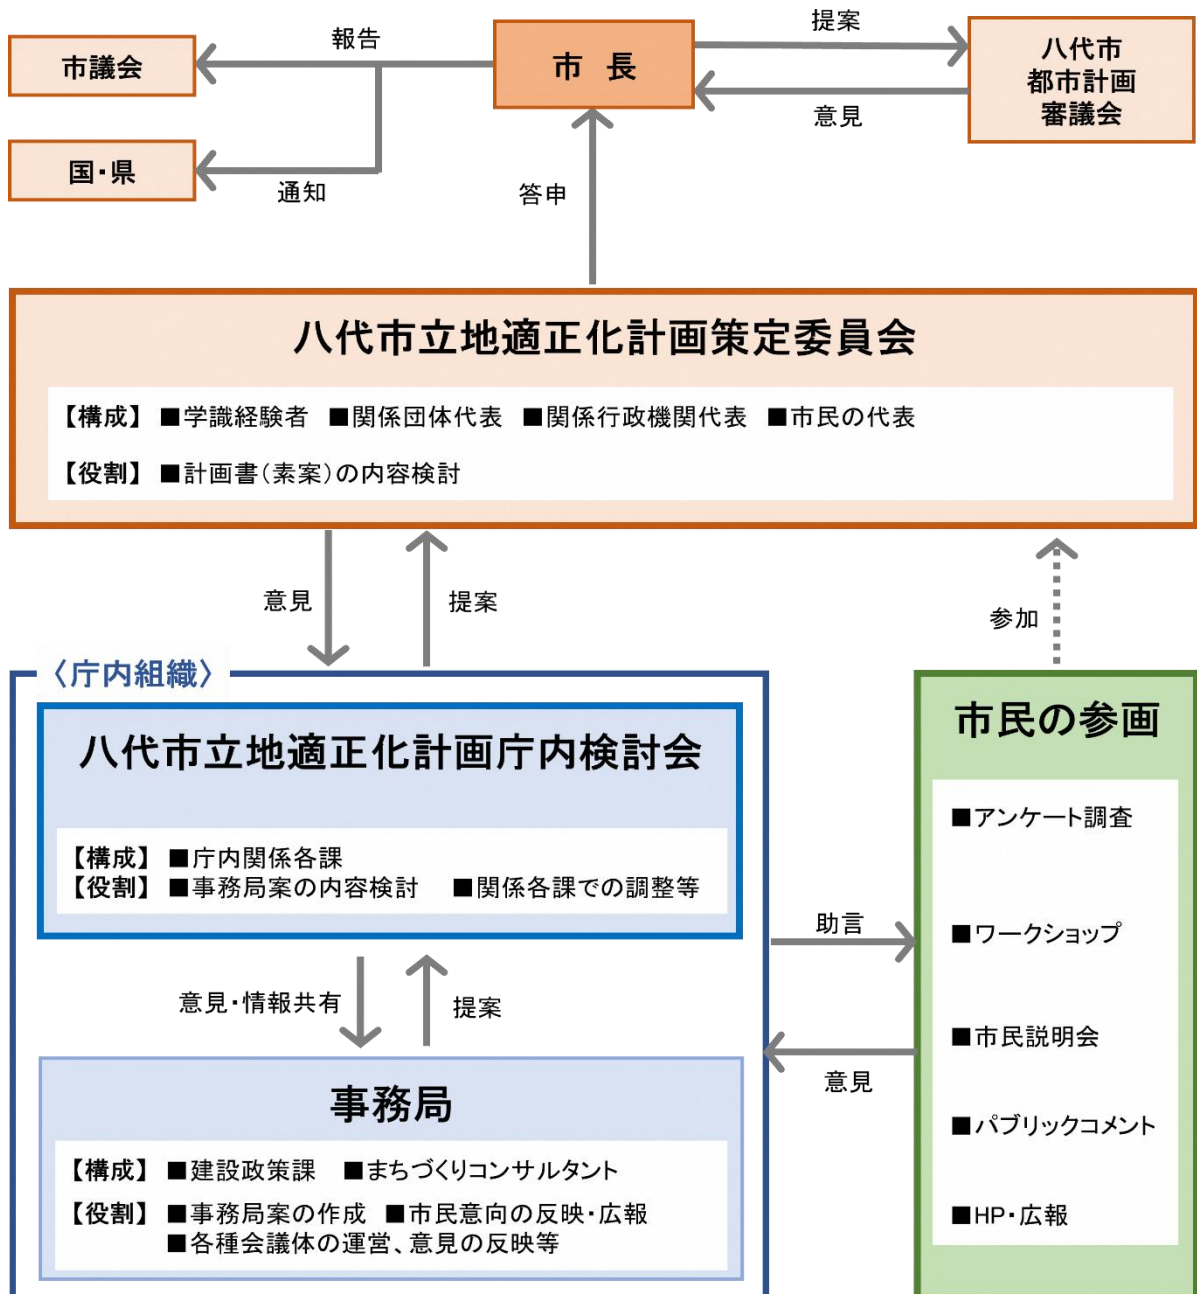 報告
提案
市議会
市 長
八代市
都市計画
審議会
意見
国・県
通知
答申
八代市立地適正化計画策定委員会
【構成】 ■学識経験者 ■関係団体代表 ■関係行政機関代表 ■市民の代表
【役割】 ■計画書（素案）の内容検討
意見
提案
参加
〈庁内組織〉
八代市立地適正化計画庁内検討会
【構成】 ■庁内関係各課
【役割】 ■事務局案の内容検討 ■関係各課での調整等
意見・情報共有
提案
事務局
【構成】 ■建設政策課 ■まちづくりコンサルタント
【役割】 ■事務局案の作成 ■市民意向の反映・広報
■各種会議体の運営、意見の反映等
助言
意見
市民の参画
■アンケート調査
■ワークショップ
■市民説明会
■パブリックコメント
■HP・広報